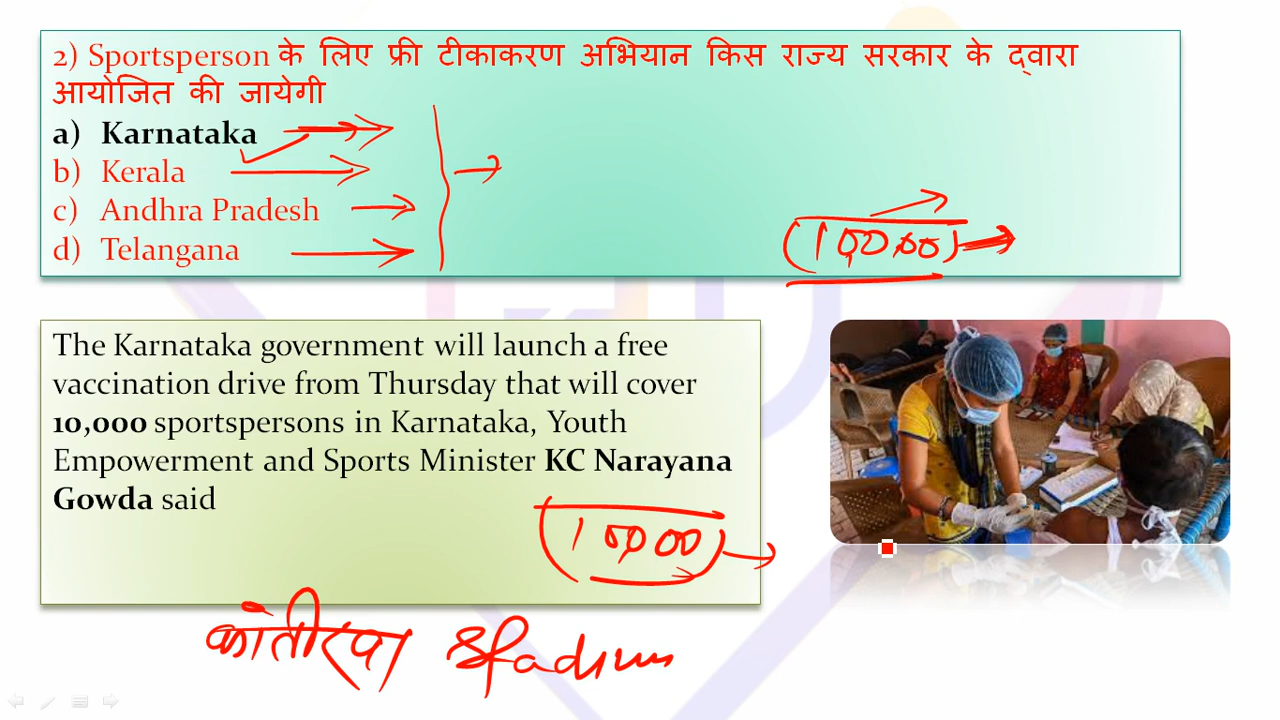 2) Sportsperson के लिए फ्री टीकाकरण अभियान किस राज्य सरकार के द्वारा
आयोजित की जायेगी
a) Karnataka
b) Kerala
c) Andhra Pradesh
d) Telangana
(10,000)
The Karnataka government will launch a free
vaccination drive from Thursday that will cover
10,000 sportspersons in Karnataka, Youth
Empowerment and Sports Minister KC Narayana
Gowda said
(10,000)
कांतीरवा Stadium